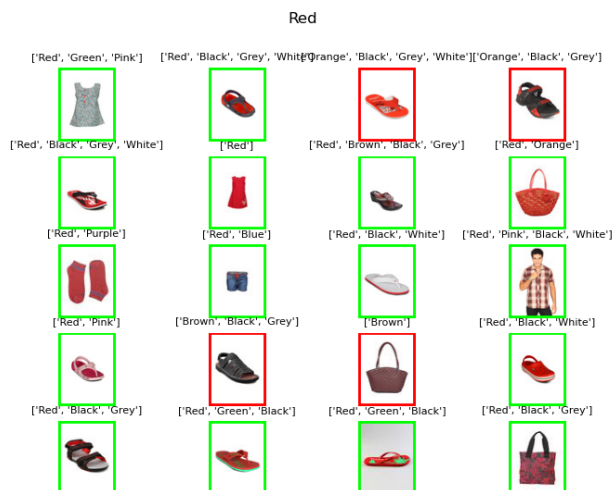 Red
['Red', 'Green', 'Pink'] ['Red', 'Black', 'Grey', 'White'] ['Orange', 'Black', 'Grey', 'White'] ['Orange', 'Black', 'Grey']
['Red', 'Black', 'Grey', 'White'] ['Red'] ['Red', 'Brown', 'Black', 'Grey'] ['Red', 'Orange']
['Red', 'Purple'] ['Red', 'Blue'] ['Red', 'Black', 'White'] ['Red', 'Pink', 'Black', 'White']
['Red', 'Pink'] ['Brown', 'Black', 'Grey'] ['Brown'] ['Red', 'Black', 'White']
['Red', 'Black', 'Grey'] ['Red', 'Green', 'Black'] ['Red', 'Green', 'Black'] ['Red', 'Black', 'Grey']